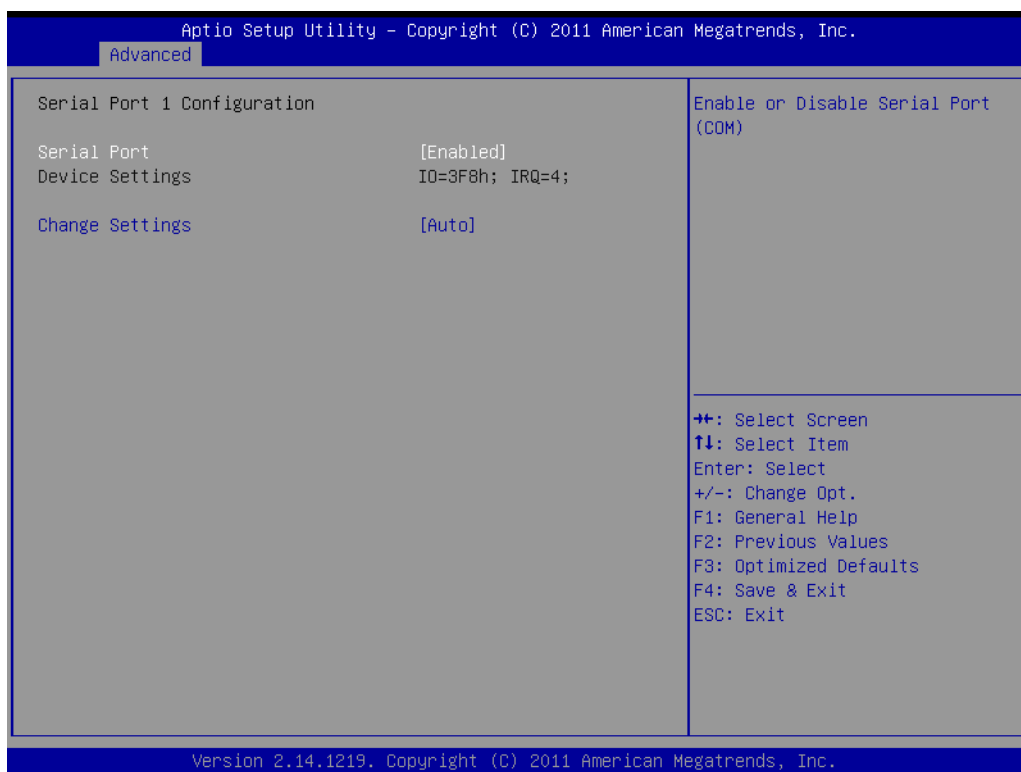 Aptio Setup Utility – Copyright (C) 2011 American Megatrends, Inc.
Advanced
Serial Port 1 Configuration
Serial Port [Enabled]
Device Settings IO=3F8h; IRQ=4;
Change Settings [Auto]
Enable or Disable Serial Port
(COM)
→←: Select Screen
↑↓: Select Item
Enter: Select
+/-: Change Opt.
F1: General Help
F2: Previous Values
F3: Optimized Defaults
F4: Save & Exit
ESC: Exit
Version 2.14.1219. Copyright (C) 2011 American Megatrends, Inc.